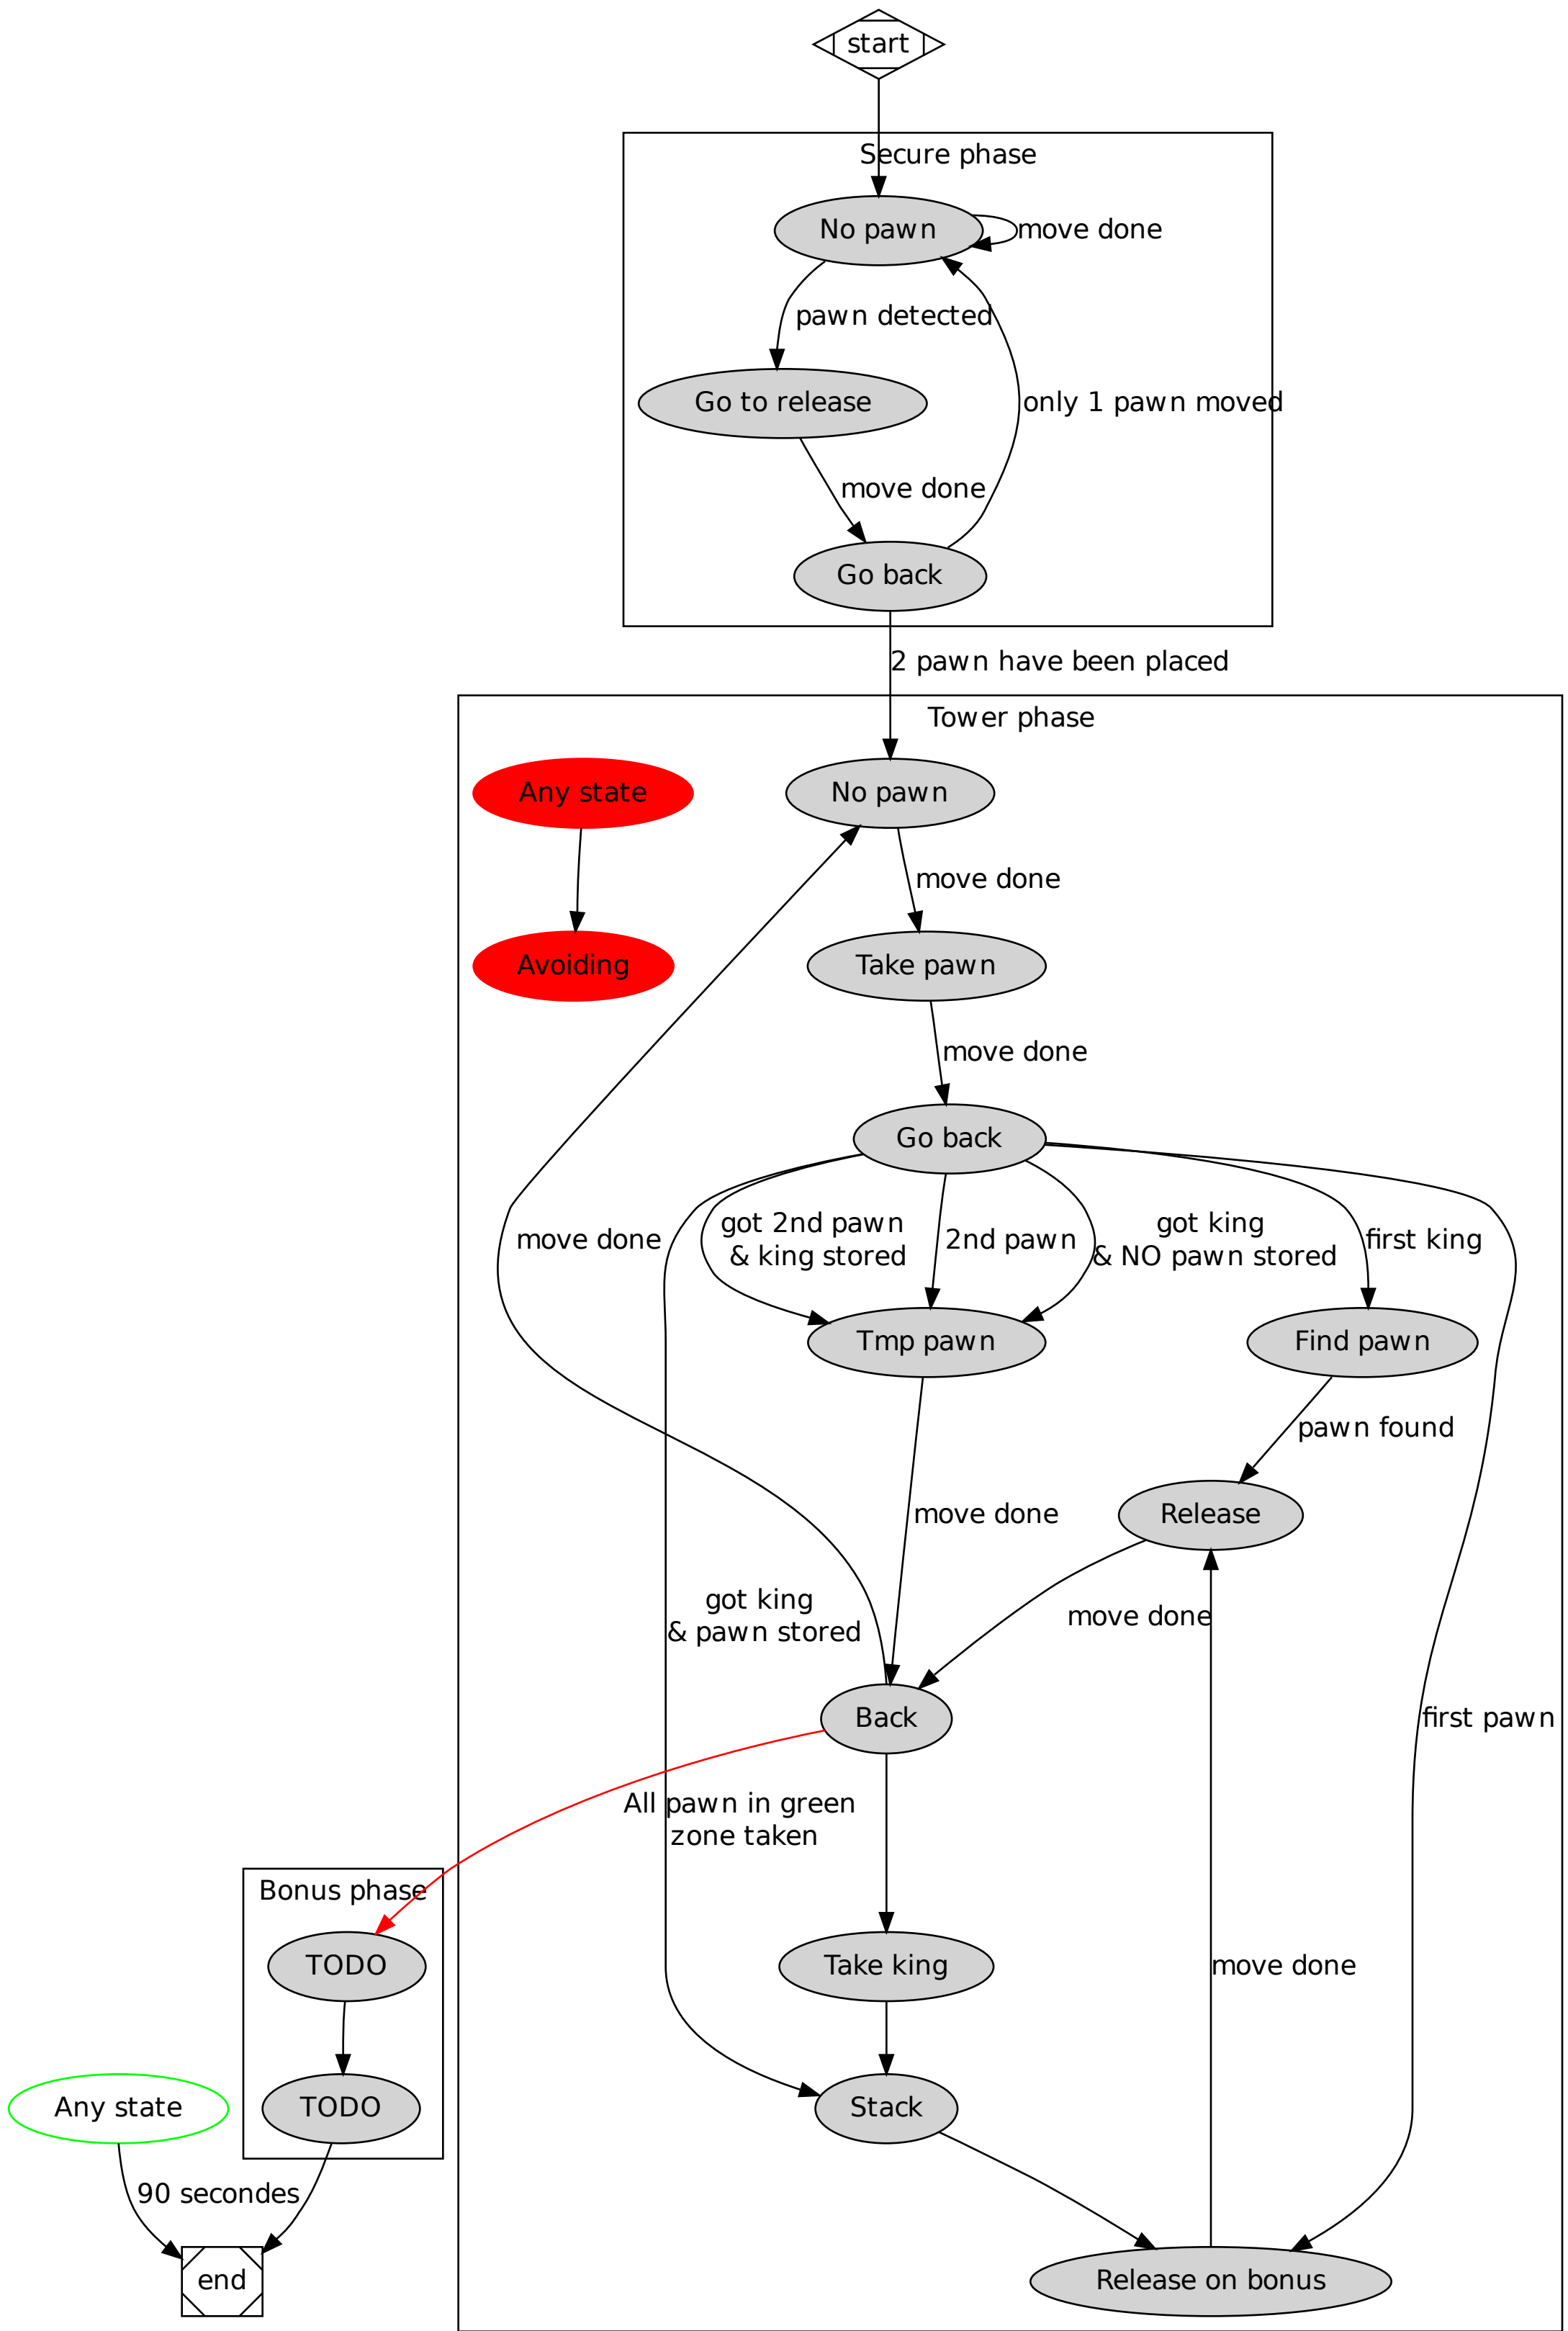 start
Secure phase
No pawn
move done
pawn detected
Go to release
only 1 pawn moved
move done
Go back
2 pawn have been placed
Tower phase
Any state
No pawn
move done
Avoiding
Take pawn
move done
Go back
move done
got 2nd pawn
& king stored
2nd pawn
got king
& NO pawn stored
first king
Tmp pawn
Find pawn
pawn found
move done
Release
got king
& pawn stored
move done
Back
first pawn
All pawn in green
zone taken
Bonus phase
TODO
Take king
move done
Any state
TODO
Stack
90 secondes
end
Release on bonus